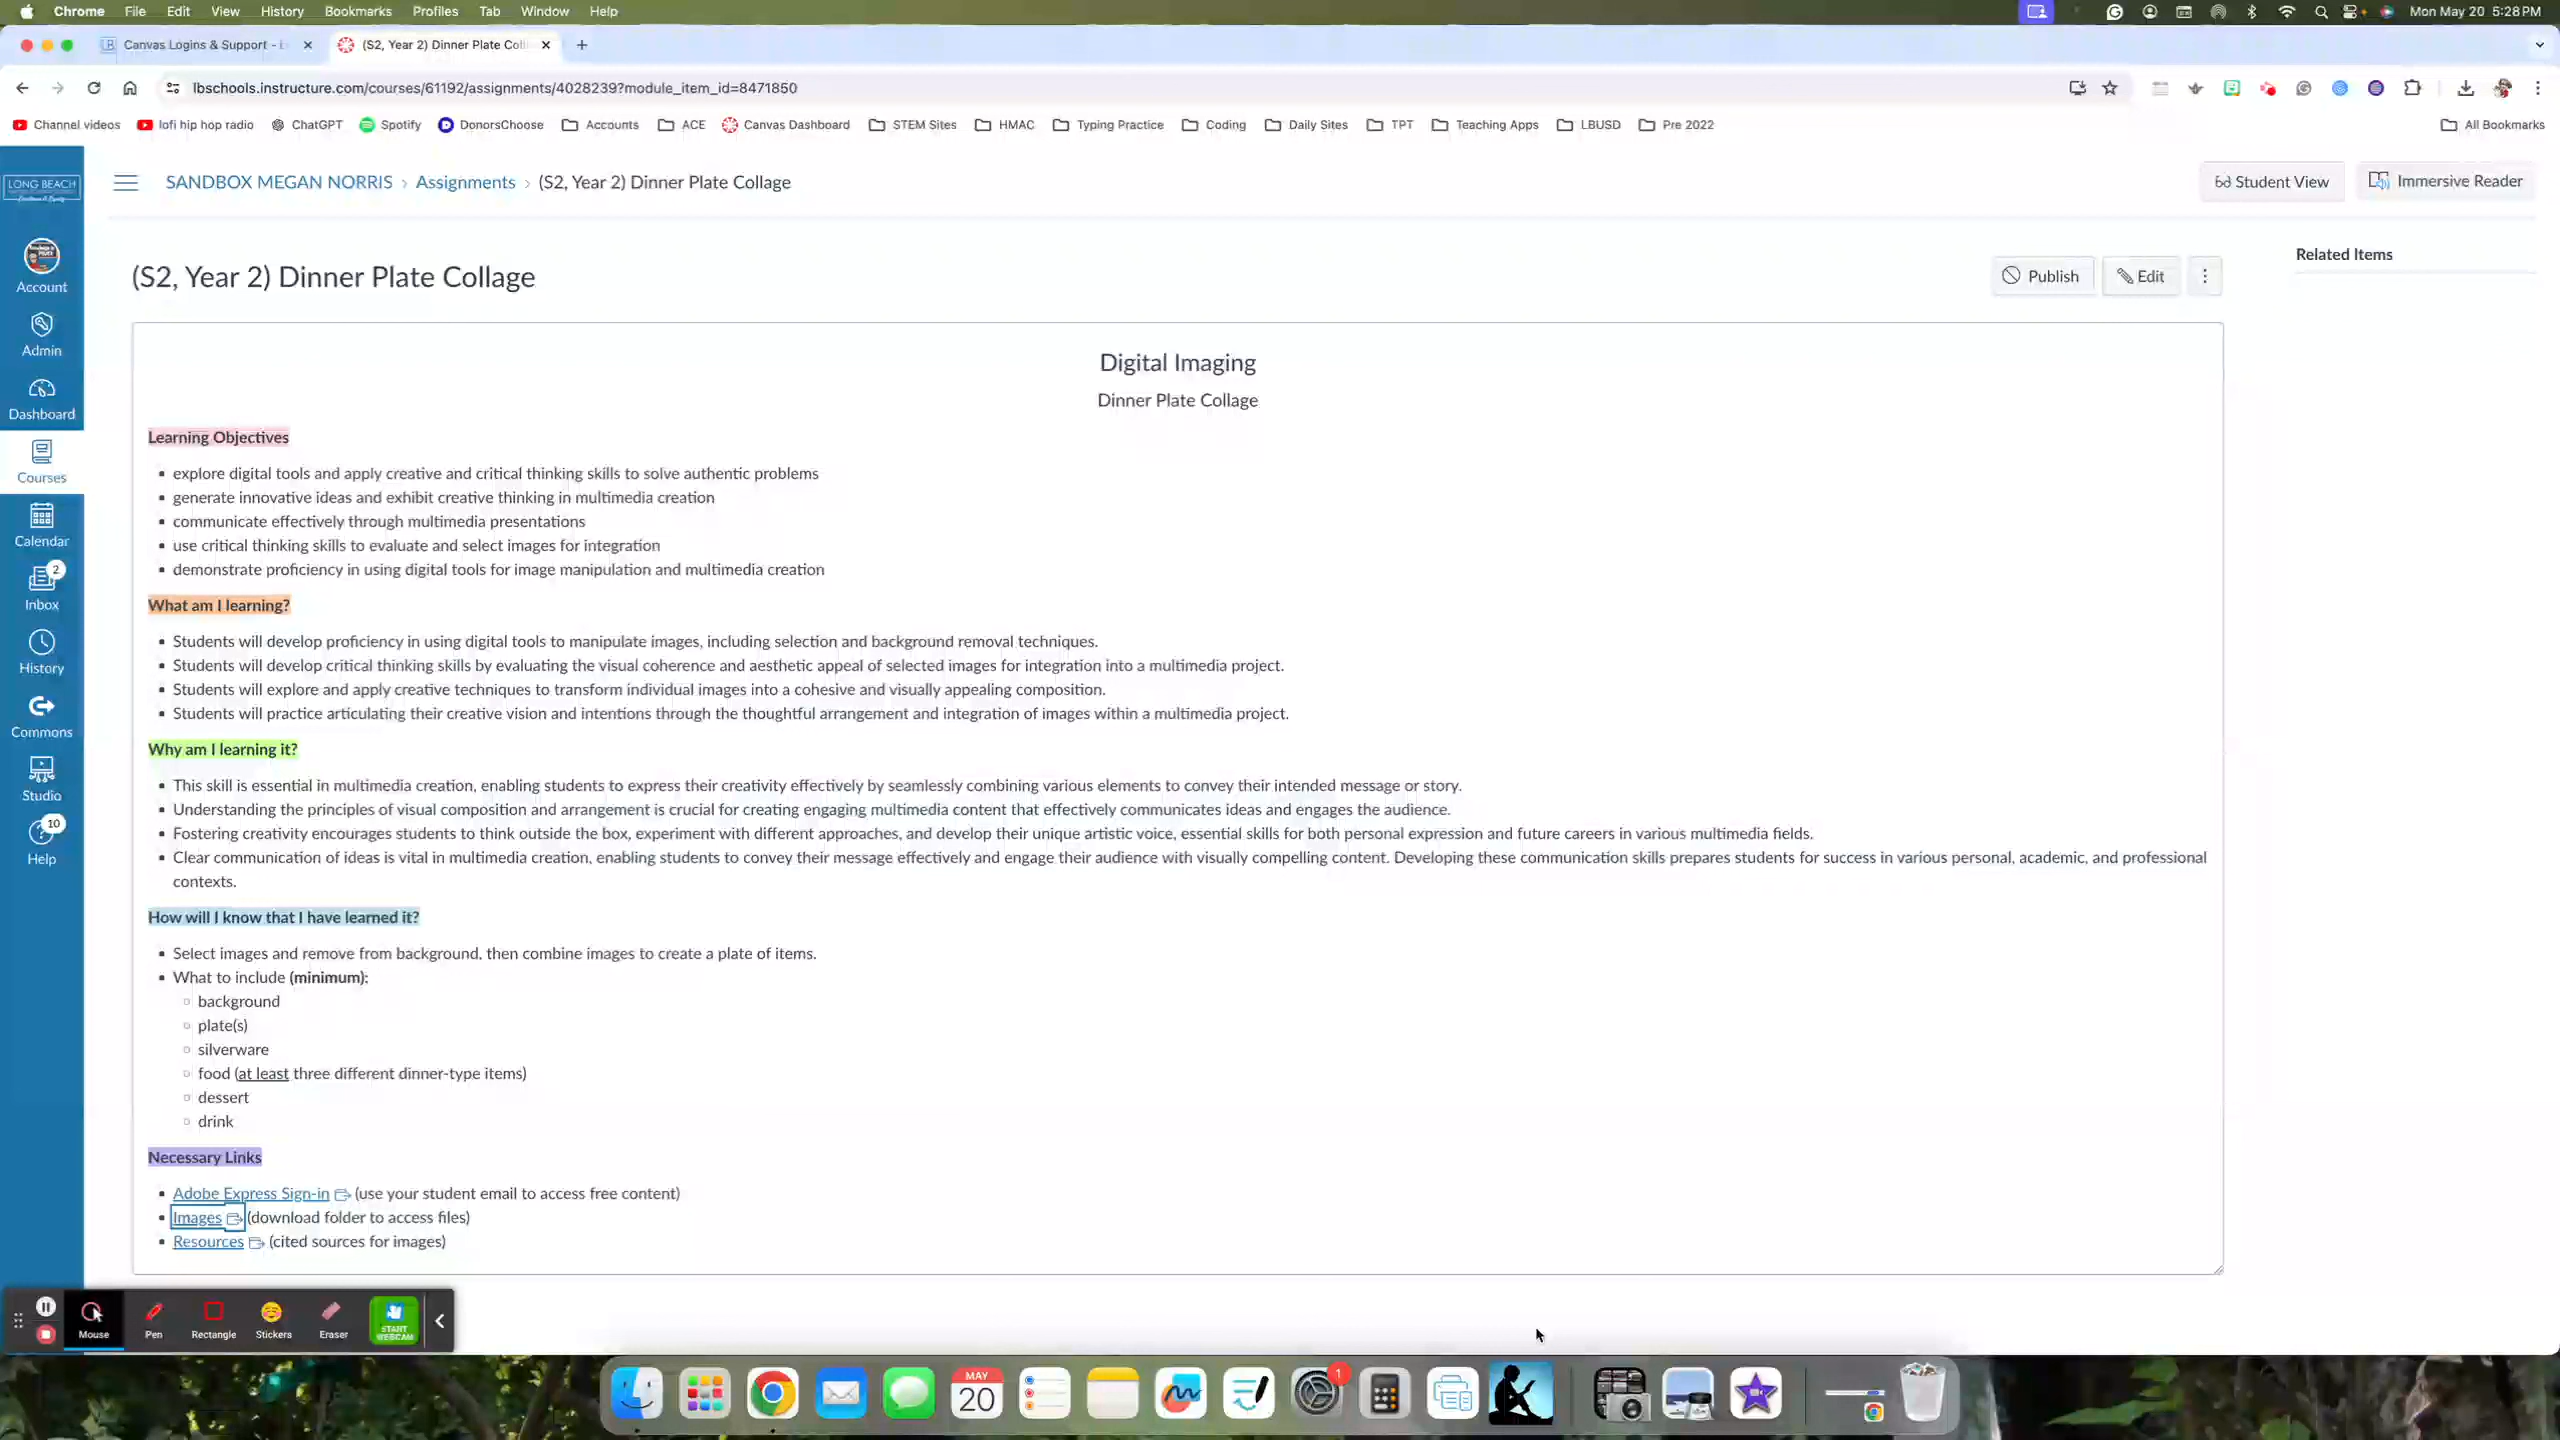 Chrome File Edit View History Bookmarks Profiles Tab Window Help Mon May 20 5:28 PM
Canvas Logins & Support - (S2, Year 2) Dinner Plate Coll
lbschools.instructure.com/courses/61192/assignments/4028239?module_item_id=8471850
Channel videos lofi hip hop radio ChatGPT Spotify DonorsChoose Accounts ACE Canvas Dashboard STEM Sites HMAC Typing Practice Coding Daily Sites TPT Teaching Apps LBUSD Pre 2022 All Bookmarks
LONG BEACH
SANDBOX MEGAN NORRIS › Assignments › (S2, Year 2) Dinner Plate Collage
Student View Immersive Reader
Account
Admin
Dashboard
Courses
Calendar
2
Inbox
History
Commons
Studio
10
Help
(S2, Year 2) Dinner Plate Collage
Publish Edit
Related Items
Digital Imaging
Dinner Plate Collage
Learning Objectives
explore digital tools and apply creative and critical thinking skills to solve authentic problems
generate innovative ideas and exhibit creative thinking in multimedia creation
communicate effectively through multimedia presentations
use critical thinking skills to evaluate and select images for integration
demonstrate proficiency in using digital tools for image manipulation and multimedia creation
What am I learning?
Students will develop proficiency in using digital tools to manipulate images, including selection and background removal techniques.
Students will develop critical thinking skills by evaluating the visual coherence and aesthetic appeal of selected images for integration into a multimedia project.
Students will explore and apply creative techniques to transform individual images into a cohesive and visually appealing composition.
Students will practice articulating their creative vision and intentions through the thoughtful arrangement and integration of images within a multimedia project.
Why am I learning it?
This skill is essential in multimedia creation, enabling students to express their creativity effectively by seamlessly combining various elements to convey their intended message or story.
Understanding the principles of visual composition and arrangement is crucial for creating engaging multimedia content that effectively communicates ideas and engages the audience.
Fostering creativity encourages students to think outside the box, experiment with different approaches, and develop their unique artistic voice, essential skills for both personal expression and future careers in various multimedia fields.
Clear communication of ideas is vital in multimedia creation, enabling students to convey their message effectively and engage their audience with visually compelling content. Developing these communication skills prepares students for success in various personal, academic, and professional
contexts.
How will I know that I have learned it?
Select images and remove from background, then combine images to create a plate of items.
What to include (minimum):
background
plate(s)
silverware
food (at least three different dinner-type items)
dessert
drink
Necessary Links
Adobe Express Sign-in (use your student email to access free content)
Images (download folder to access files)
Resources (cited sources for images)
Mouse Pen Rectangle Stickers Eraser START WEBCAM
MAY
20
1